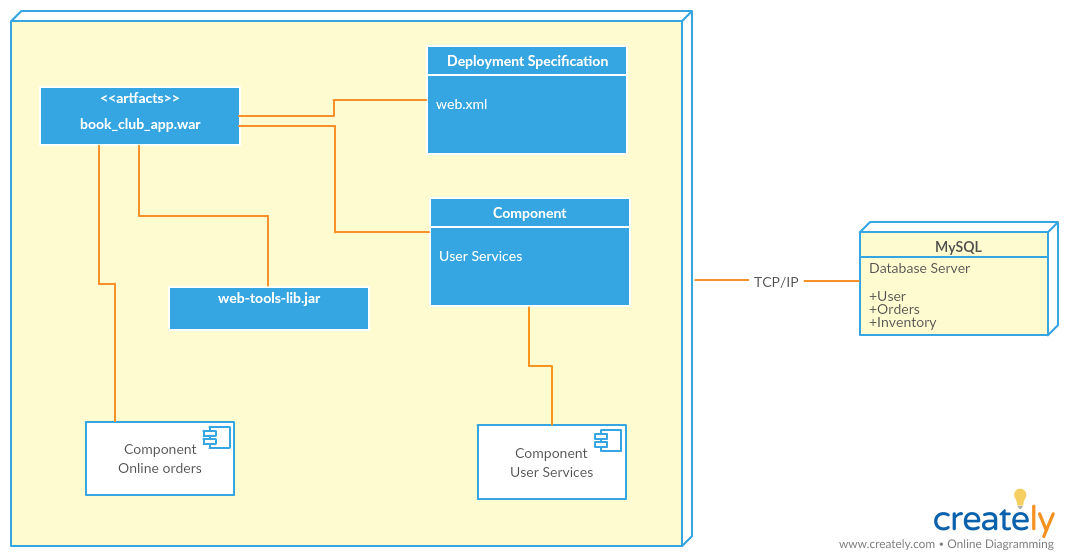 <<artfacts>>
book_club_app.war
Deployment Specification
web.xml
Component
User Services
web-tools-lib.jar
Component
Online orders
Component
User Services
TCP/IP
MySQL
Database Server
+User
+Orders
+Inventory
creately
www.creately.com • Online Diagramming